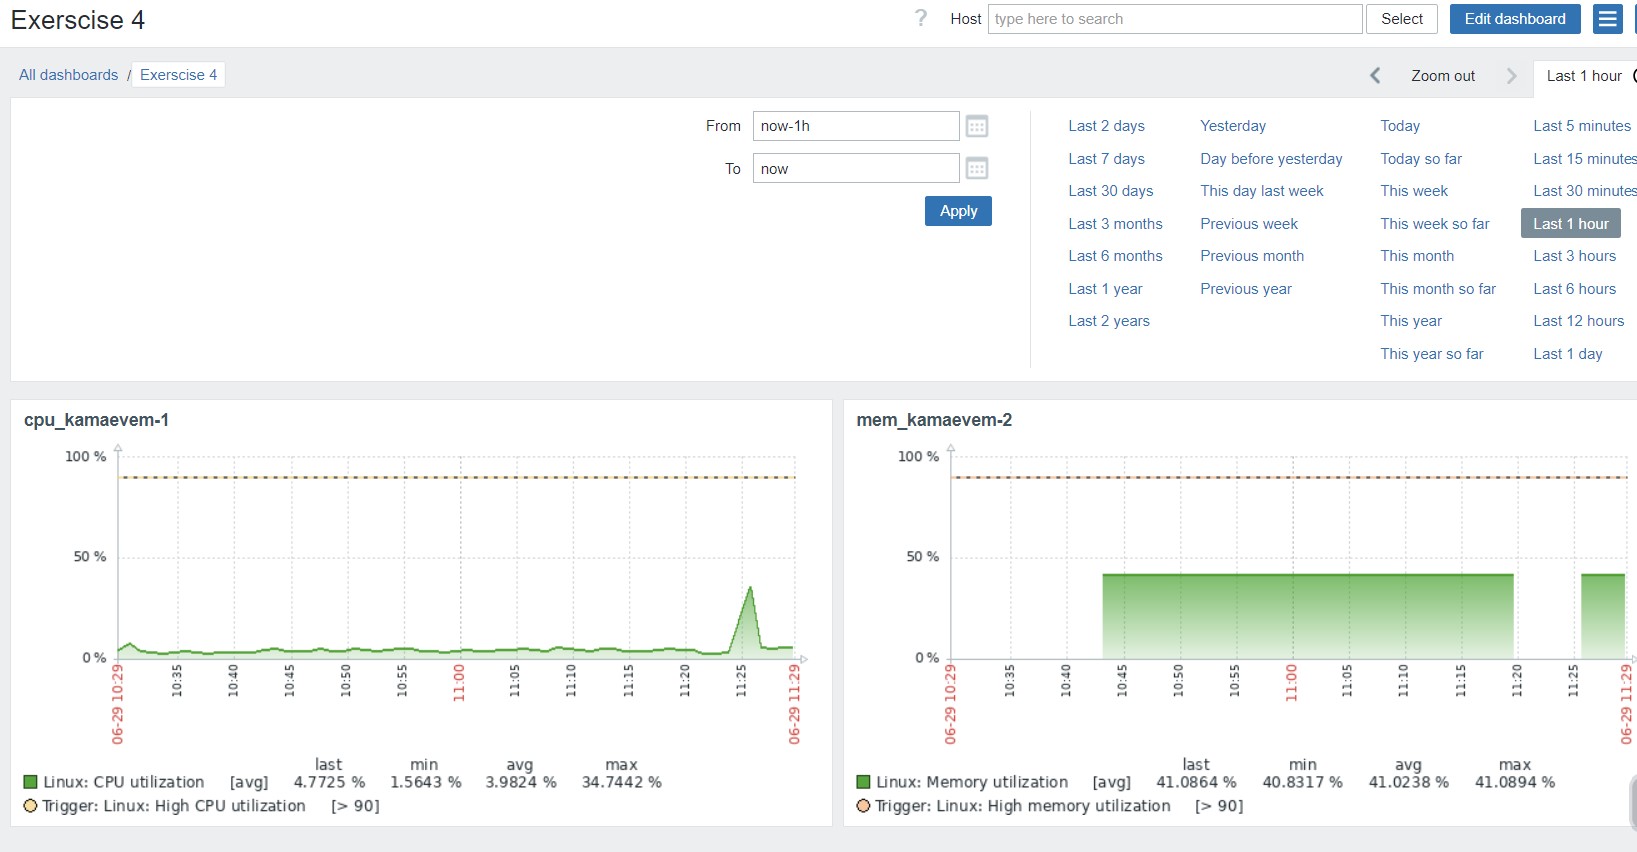 Exerscise 4
? Host type here to search Select Edit dashboard
All dashboards / Exerscise 4
Zoom out Last 1 hour
From now-1h
To now
Apply
Last 2 days Yesterday Today Last 5 minutes
Last 7 days Day before yesterday Today so far Last 15 minutes
Last 30 days This day last week This week Last 30 minutes
Last 3 months Previous week This week so far Last 1 hour
Last 6 months Previous month This month Last 3 hours
Last 1 year Previous year This month so far Last 6 hours
Last 2 years This year Last 12 hours
This year so far Last 1 day
cpu_kamaevem-1
100 %
50 %
0 %
06-29 10:29 10:35 10:40 10:45 10:50 10:55 11:00 11:05 11:10 11:15 11:20 11:25 06-29 11:29
last min avg max
Linux: CPU utilization [avg] 4.7725 % 1.5643 % 3.9824 % 34.7442 %
Trigger: Linux: High CPU utilization [> 90]
mem_kamaevem-2
100 %
50 %
0 %
06-29 10:29 10:35 10:40 10:45 10:50 10:55 11:00 11:05 11:10 11:15 11:20 11:25 06-29 11:29
last min avg max
Linux: Memory utilization [avg] 41.0864 % 40.8317 % 41.0238 % 41.0894 %
Trigger: Linux: High memory utilization [> 90]